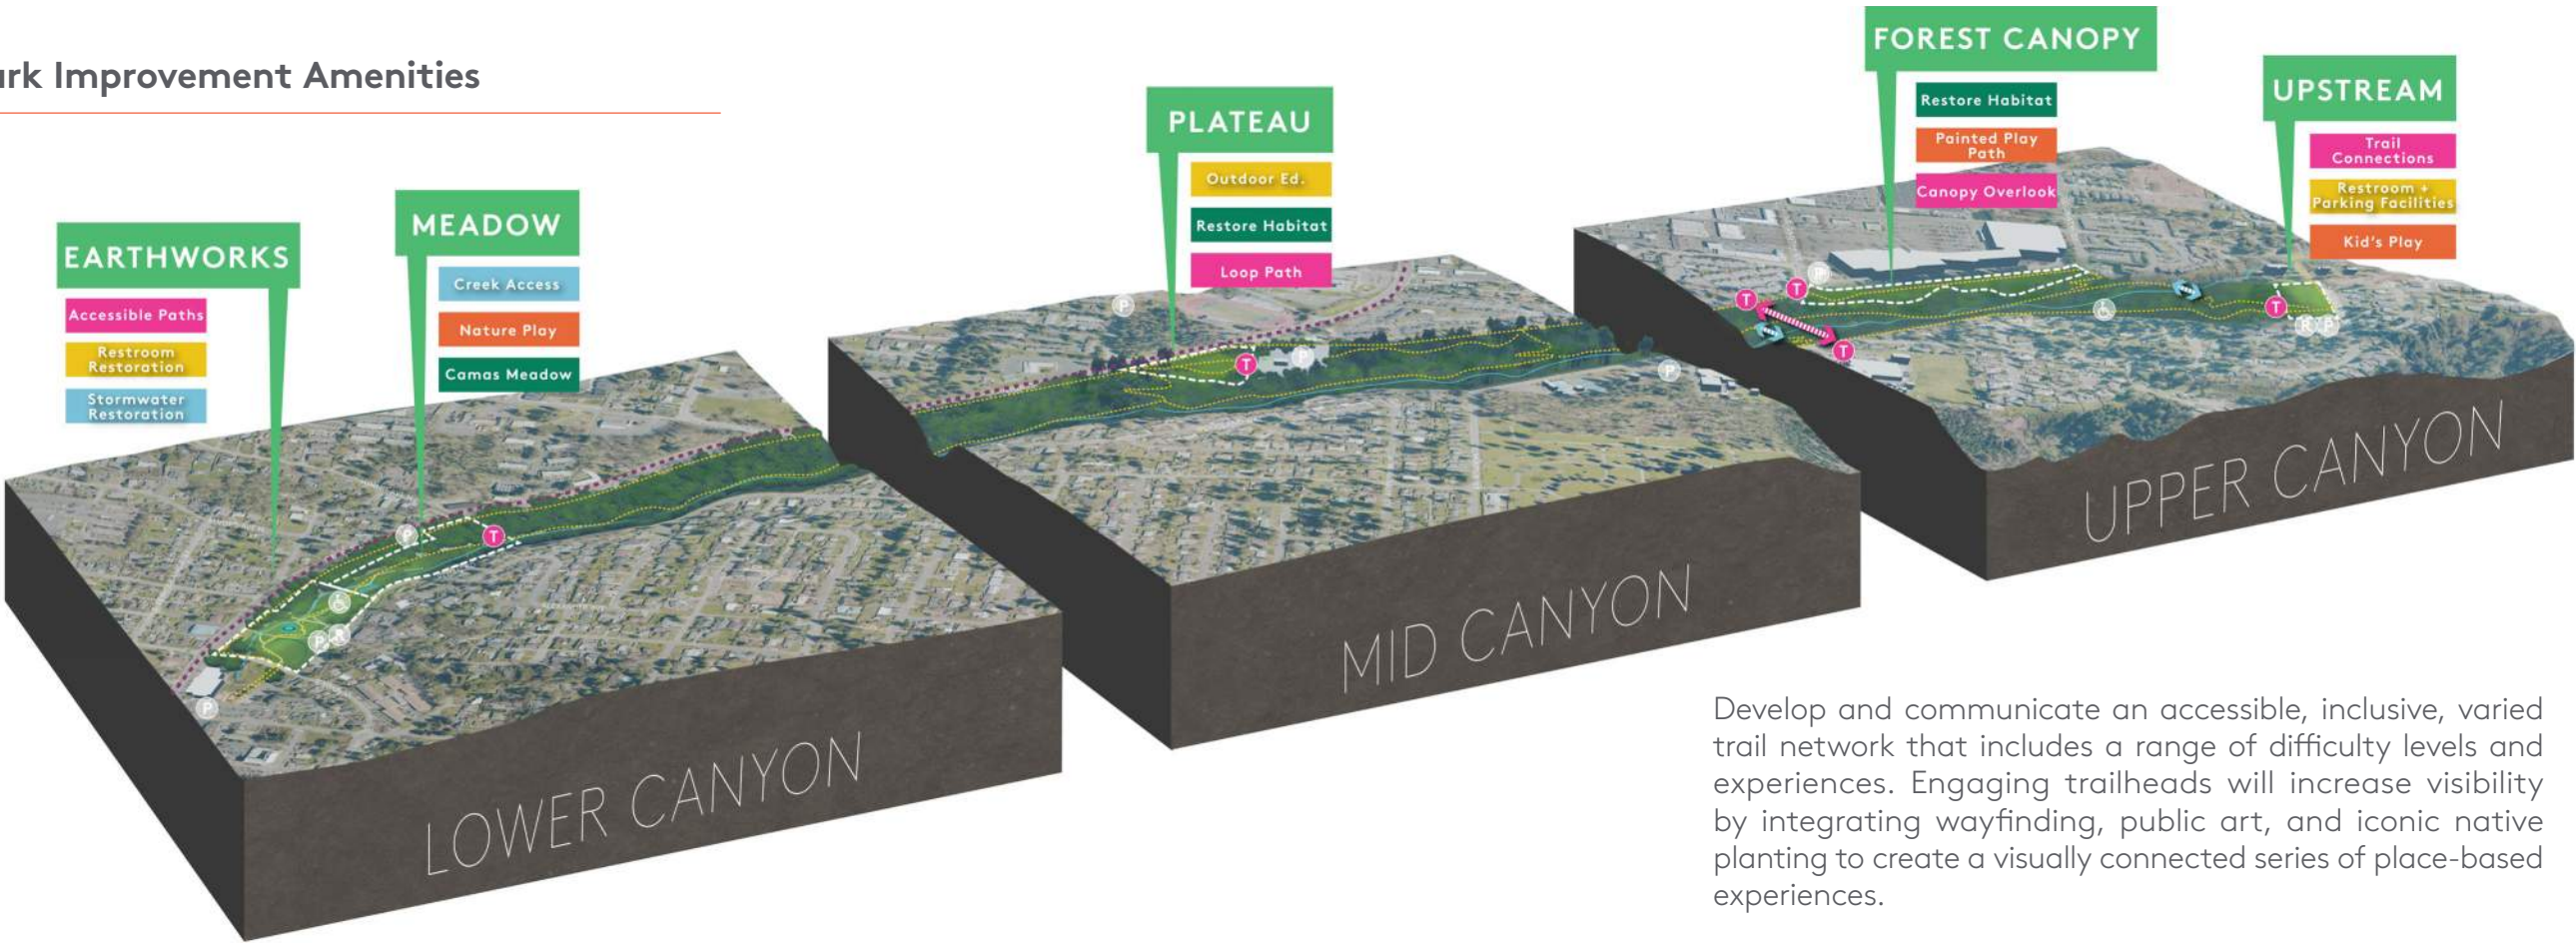 rk Improvement Amenities
EARTHWORKS
Accessible Paths
Restroom
Restoration
Stormwater
Restoration
MEADOW
Creek Access
Nature Play
Camas Meadow
PLATEAU
Outdoor Ed.
Restore Habitat
Loop Path
FOREST CANOPY
Restore Habitat
Painted Play
Path
Canopy Overlook
UPSTREAM
Trail
Connections
Restroom +
Parking Facilities
Kid's Play
P
T
P R
P
LOWER CANYON
P
T
P
P
MID CANYON
P
T
T
T
T
R P
UPPER CANYON
Develop and communicate an accessible, inclusive, varied
trail network that includes a range of difficulty levels and
experiences. Engaging trailheads will increase visibility
by integrating wayfinding, public art, and iconic native
planting to create a visually connected series of place-based
experiences.